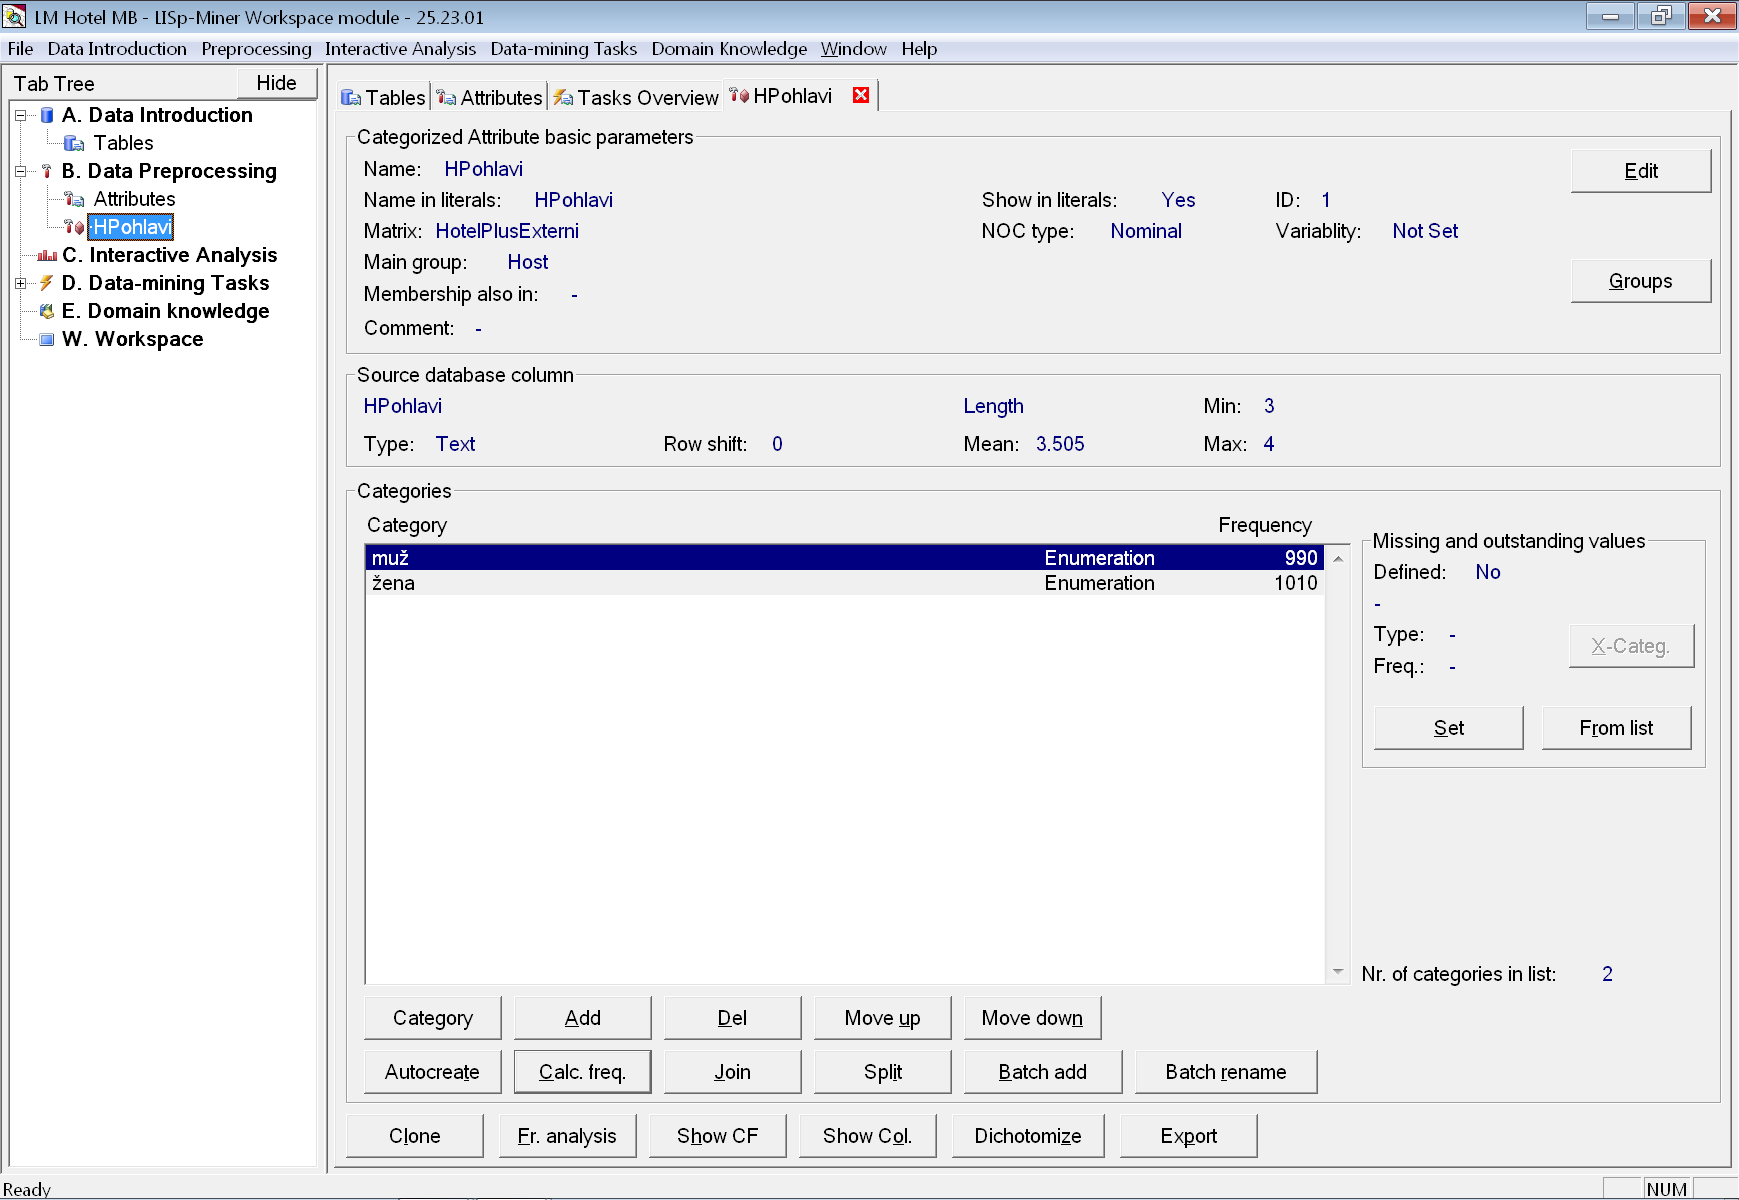 LM Hotel MB - LISp-Miner Workspace module - 25.23.01
File Data Introduction Preprocessing Interactive Analysis Data-mining Tasks Domain Knowledge Window Help
Tab Tree Hide
A. Data Introduction
Tables
B. Data Preprocessing
Attributes
HPohlavi
C. Interactive Analysis
D. Data-mining Tasks
E. Domain knowledge
W. Workspace
Tables Attributes Tasks Overview HPohlavi
Categorized Attribute basic parameters
Name: HPohlavi Edit
Name in literals: HPohlavi Show in literals: Yes ID: 1
Matrix: HotelPlusExterni NOC type: Nominal Variablity: Not Set
Main group: Host
Groups
Membership also in: -
Comment: -
Source database column
HPohlavi Length Min: 3
Type: Text Row shift: 0 Mean: 3.505 Max: 4
Categories
Category Frequency
muž Enumeration 990
žena Enumeration 1010
Missing and outstanding values
Defined: No
-
Type: -
X-Categ.
Freq.: -
Set From list
Nr. of categories in list: 2
Category Add Del Move up Move down
Autocreate Calc. freq. Join Split Batch add Batch rename
Clone Fr. analysis Show CF Show Col. Dichotomize Export
Ready NUM